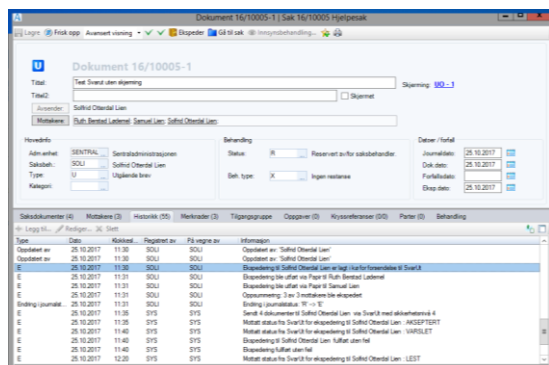 Dokument 16/10005-1 | Sak 16/10005 Hjelpesak
Lagre Frisk opp Avansert visning Ekspeder Gå til sak Innsynsbehandling...
U Dokument 16/10005-1
Tittel: Test Svarut uten skjerming Skjerming: UO - 1
Tittel2: Skjermet
Avsender: Solfrid Otterdal Lien
Mottakere Ruth Berstad Lødemel; Samuel Lien; Solfrid Otterdal Lien;
Hovedinfo Behandling Datoer / forfall
Adm.enhet: SENTRAL ... Sentraladministrasjonen Status: R ... Reservert av/for saksbehandler. Journaldato: 25.10.2017
Saksbeh.: SOLI ... Solfrid Otterdal Lien Dok.dato: 25.10.2017
Type: U ... Utgående brev Beh. type: X ... Ingen restanse Forfallsdato:
Kategori: ... Eksp.dato: 25.10.2017
Saksdokumenter (4) Mottakere (3) Historikk (55) Merknader (3) Tilgangsgruppe Oppgaver (0) Kryssreferanser (0/0) Parter (0) Behandling
Legg til... Rediger... Slett
Type Dato Klokkesl... Registrert av På vegne av Informasjon
Oppdatert av 25.10.2017 11:30 SOLI SOLI Oppdatert av: 'Solfrid Otterdal Lien'
Oppdatert av 25.10.2017 11:30 SOLI SOLI Oppdatert av: 'Solfrid Otterdal Lien'
E 25.10.2017 11:30 SOLI SOLI Ekspedering til Solfrid Otterdal Lien er lagt i kø for forsendelse til SvarUt
E 25.10.2017 11:31 SOLI SOLI Ekspedering ble utført via Papir til Ruth Berstad Lødemel
E 25.10.2017 11:31 SOLI SOLI Ekspedering ble utført via Papir til Samuel Lien
E 25.10.2017 11:31 SOLI SOLI Oppsummering: 3 av 3 mottakere ble ekspedert
Endring i journalst... 25.10.2017 11:31 SOLI SOLI Endring i journalstatus: 'R' -> 'E'
E 25.10.2017 11:35 SYS SYS Sendt 4 dokumenter til Solfrid Otterdal Lien via SvarUt med sikkerhetsnivå 4
E 25.10.2017 11:35 SYS SYS Mottatt status fra SvarUt for ekspedering til Solfrid Otterdal Lien : AKSEPTERT
E 25.10.2017 11:40 SYS SYS Mottatt status fra SvarUt for ekspedering til Solfrid Otterdal Lien : VARSLET
E 25.10.2017 11:40 SYS SYS Ekspedering til Solfrid Otterdal Lien fullført uten feil
E 25.10.2017 11:40 SYS SYS Ekspedering fullført uten feil
E 25.10.2017 12:20 SYS SYS Mottatt status fra SvarUt for ekspedering til Solfrid Otterdal Lien : LEST